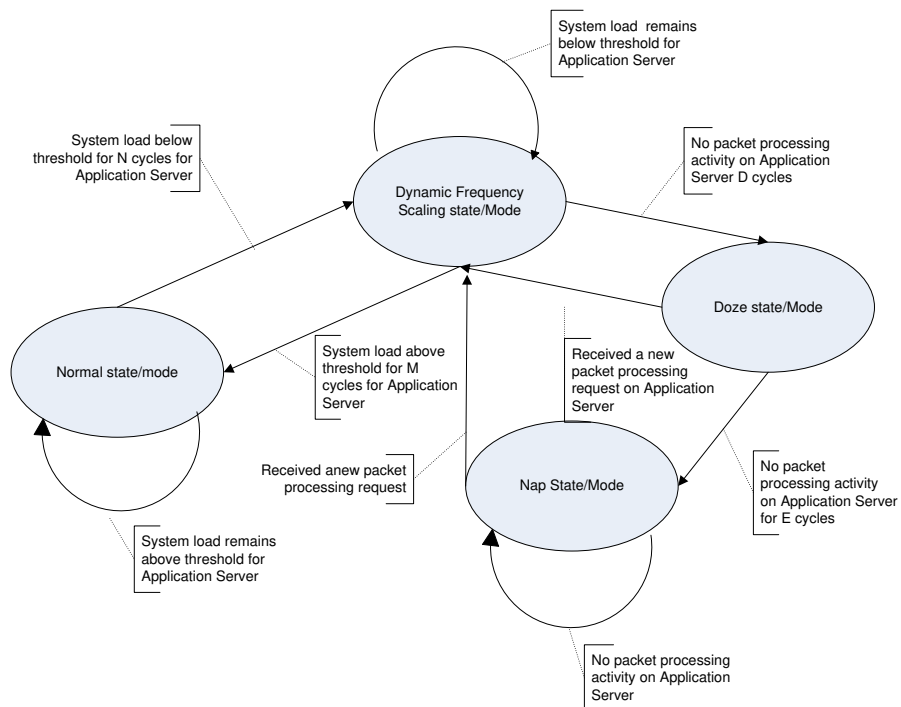 System load remains
below threshold for
Application Server
System load below
threshold for N cycles for
Application Server
No packet processing
activity on Application
Server D cycles
Dynamic Frequency
Scaling state/Mode
Doze state/Mode
Normal state/mode
System load above
threshold for M
cycles for Application
Server
Received a new
packet processing
request on Application
Server
Received anew packet
processing request
Nap State/Mode
No packet
processing activity
on Application Server
for E cycles
System load remains
above threshold for
Application Server
No packet processing
activity on Application
Server